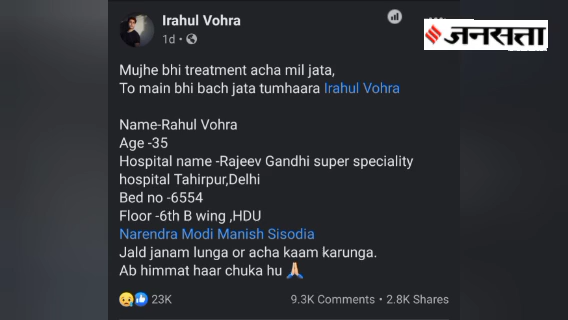 Irahul Vohra
1d
जनसत्ता
Mujhe bhi treatment acha mil jata,
To main bhi bach jata tumhaara Irahul Vohra
Name-Rahul Vohra
Age -35
Hospital name -Rajeev Gandhi super speciality
hospital Tahirpur,Delhi
Bed no -6554
Floor -6th B wing ,HDU
Narendra Modi Manish Sisodia
Jald janam lunga or acha kaam karunga.
Ab himmat haar chuka hu 🙏🏻
23K 9.3K Comments • 2.8K Shares